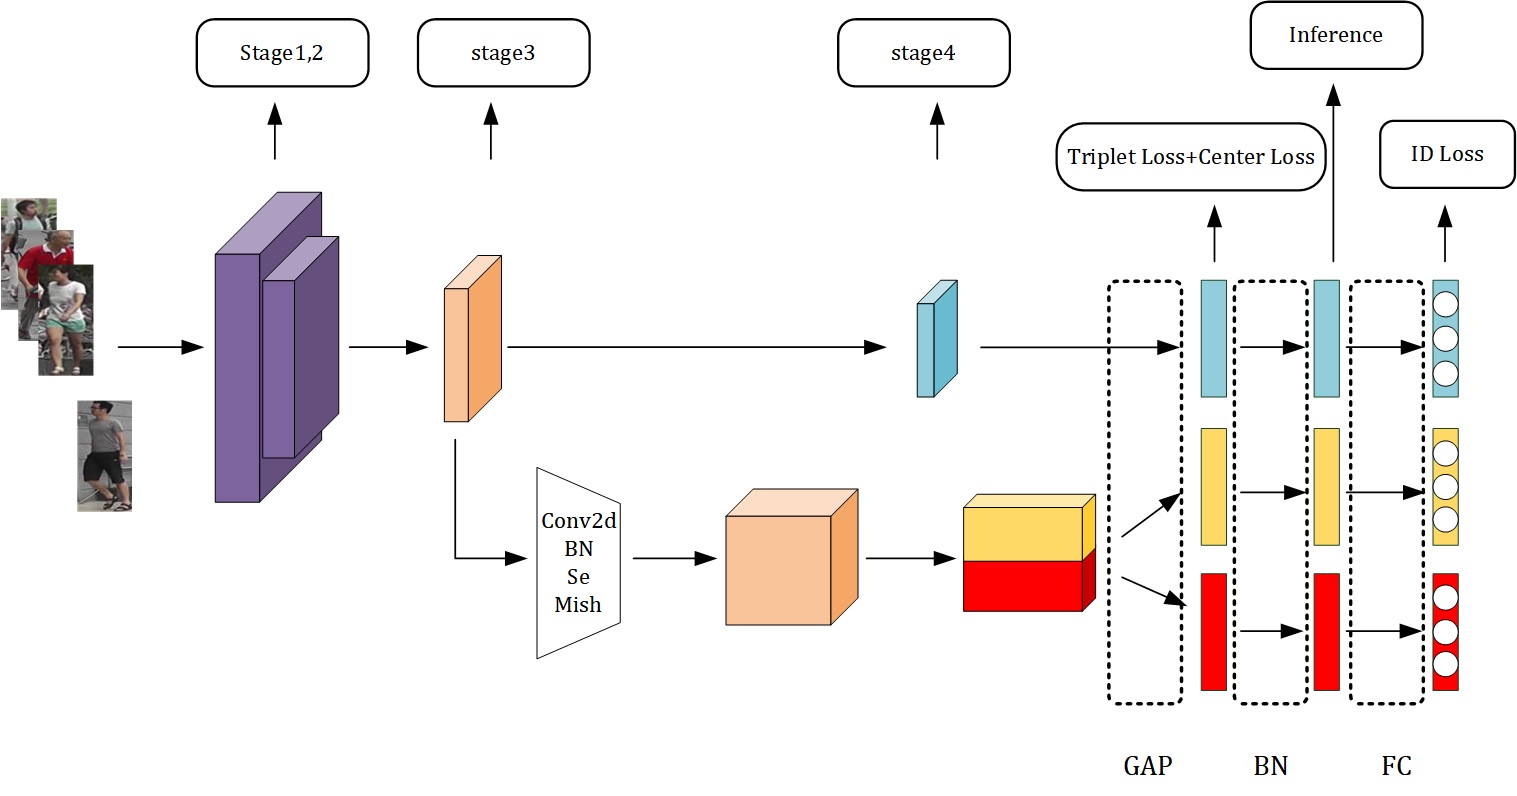 Stage1,2
stage3
stage4
Inference
Triplet Loss+Center Loss
ID Loss
Conv2d
BN
Se
Mish
GAP
BN
FC